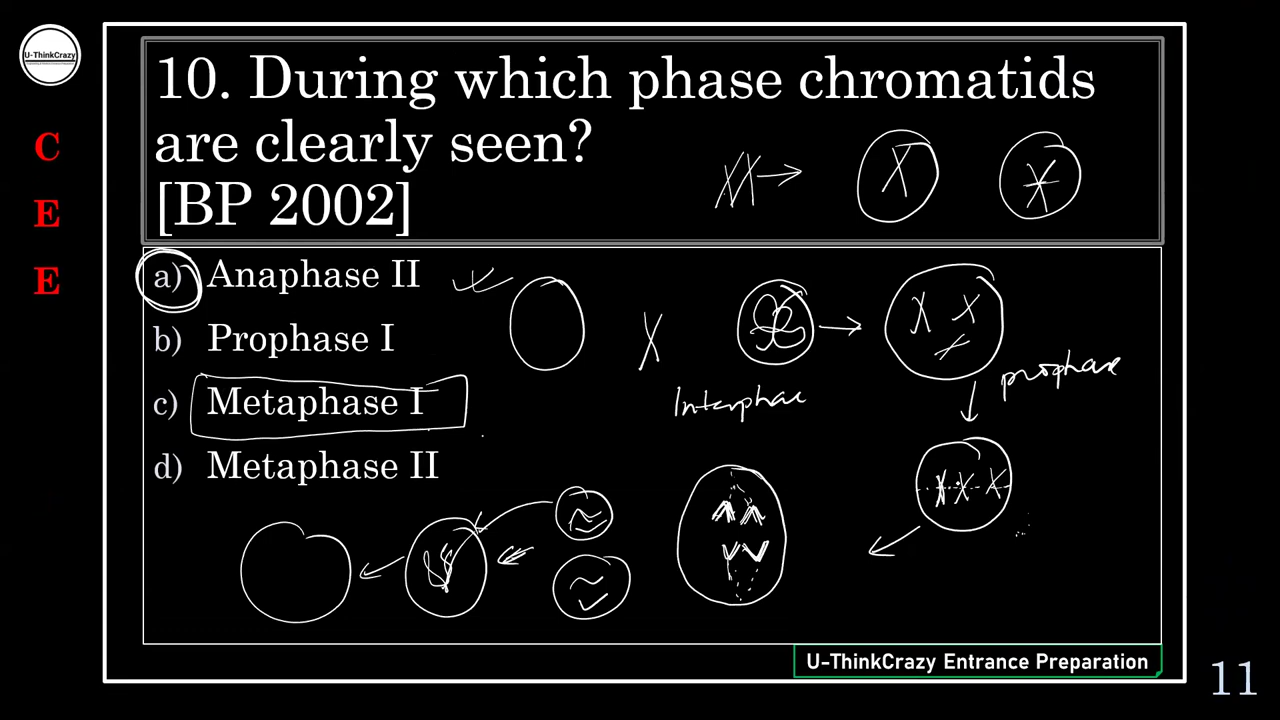 U-ThinkCrazy
C
E
E
10. During which phase chromatids
are clearly seen?
[BP 2002]
a) Anaphase II
b) Prophase I
c) Metaphase I
d) Metaphase II
Interphae
prophase
U-ThinkCrazy Entrance Preparation
11